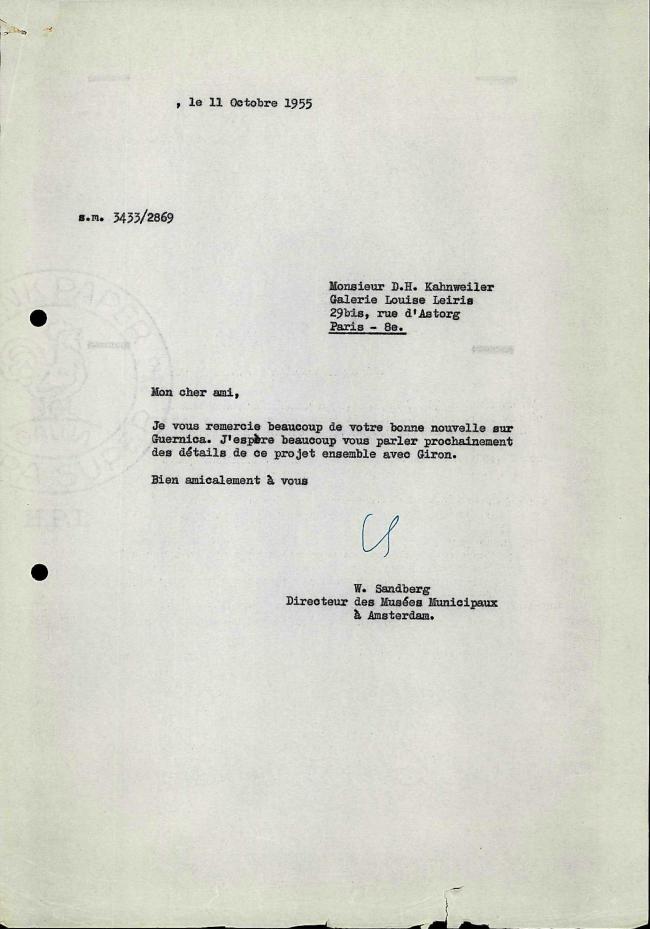 , le 11 Octobre 1955
s.m. 3433/2869
Monsieur D.H. Kahnweiler
Galerie Louise Leiris
29bis, rue d'Astorg
Paris - 8e.
Mon cher ami,
Je vous remercie beaucoup de votre bonne nouvelle sur
Guernica. J'espère beaucoup vous parler prochainement
des détails de ce projet ensemble avec Giron.
Bien amicalement à vous
W. Sandberg
Directeur des Musées Municipaux
à Amsterdam.